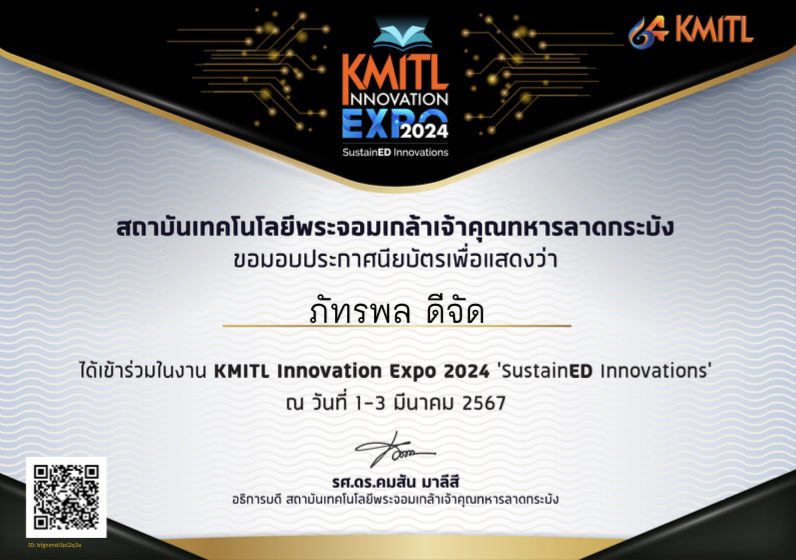 64 KMITL
KMITL
INNOVATION
EXPO 2024
SustainED Innovations
สถาบันเทคโนโลยีพระจอมเกล้าเจ้าคุณทหารลาดกระบัง
ขอมอบประกาศนียบัตรเพื่อแสดงว่า
ภัทรพล ดีจัด
ได้เข้าร่วมในงาน KMITL Innovation Expo 2024 'SustainED Innovations'
ณ วันที่ 1-3 มีนาคม 2567
รศ.ดร.คมสัน มาลีสี
อธิการบดี สถาบันเทคโนโลยีพระจอมเกล้าเจ้าคุณทหารลาดกระบัง
ID: